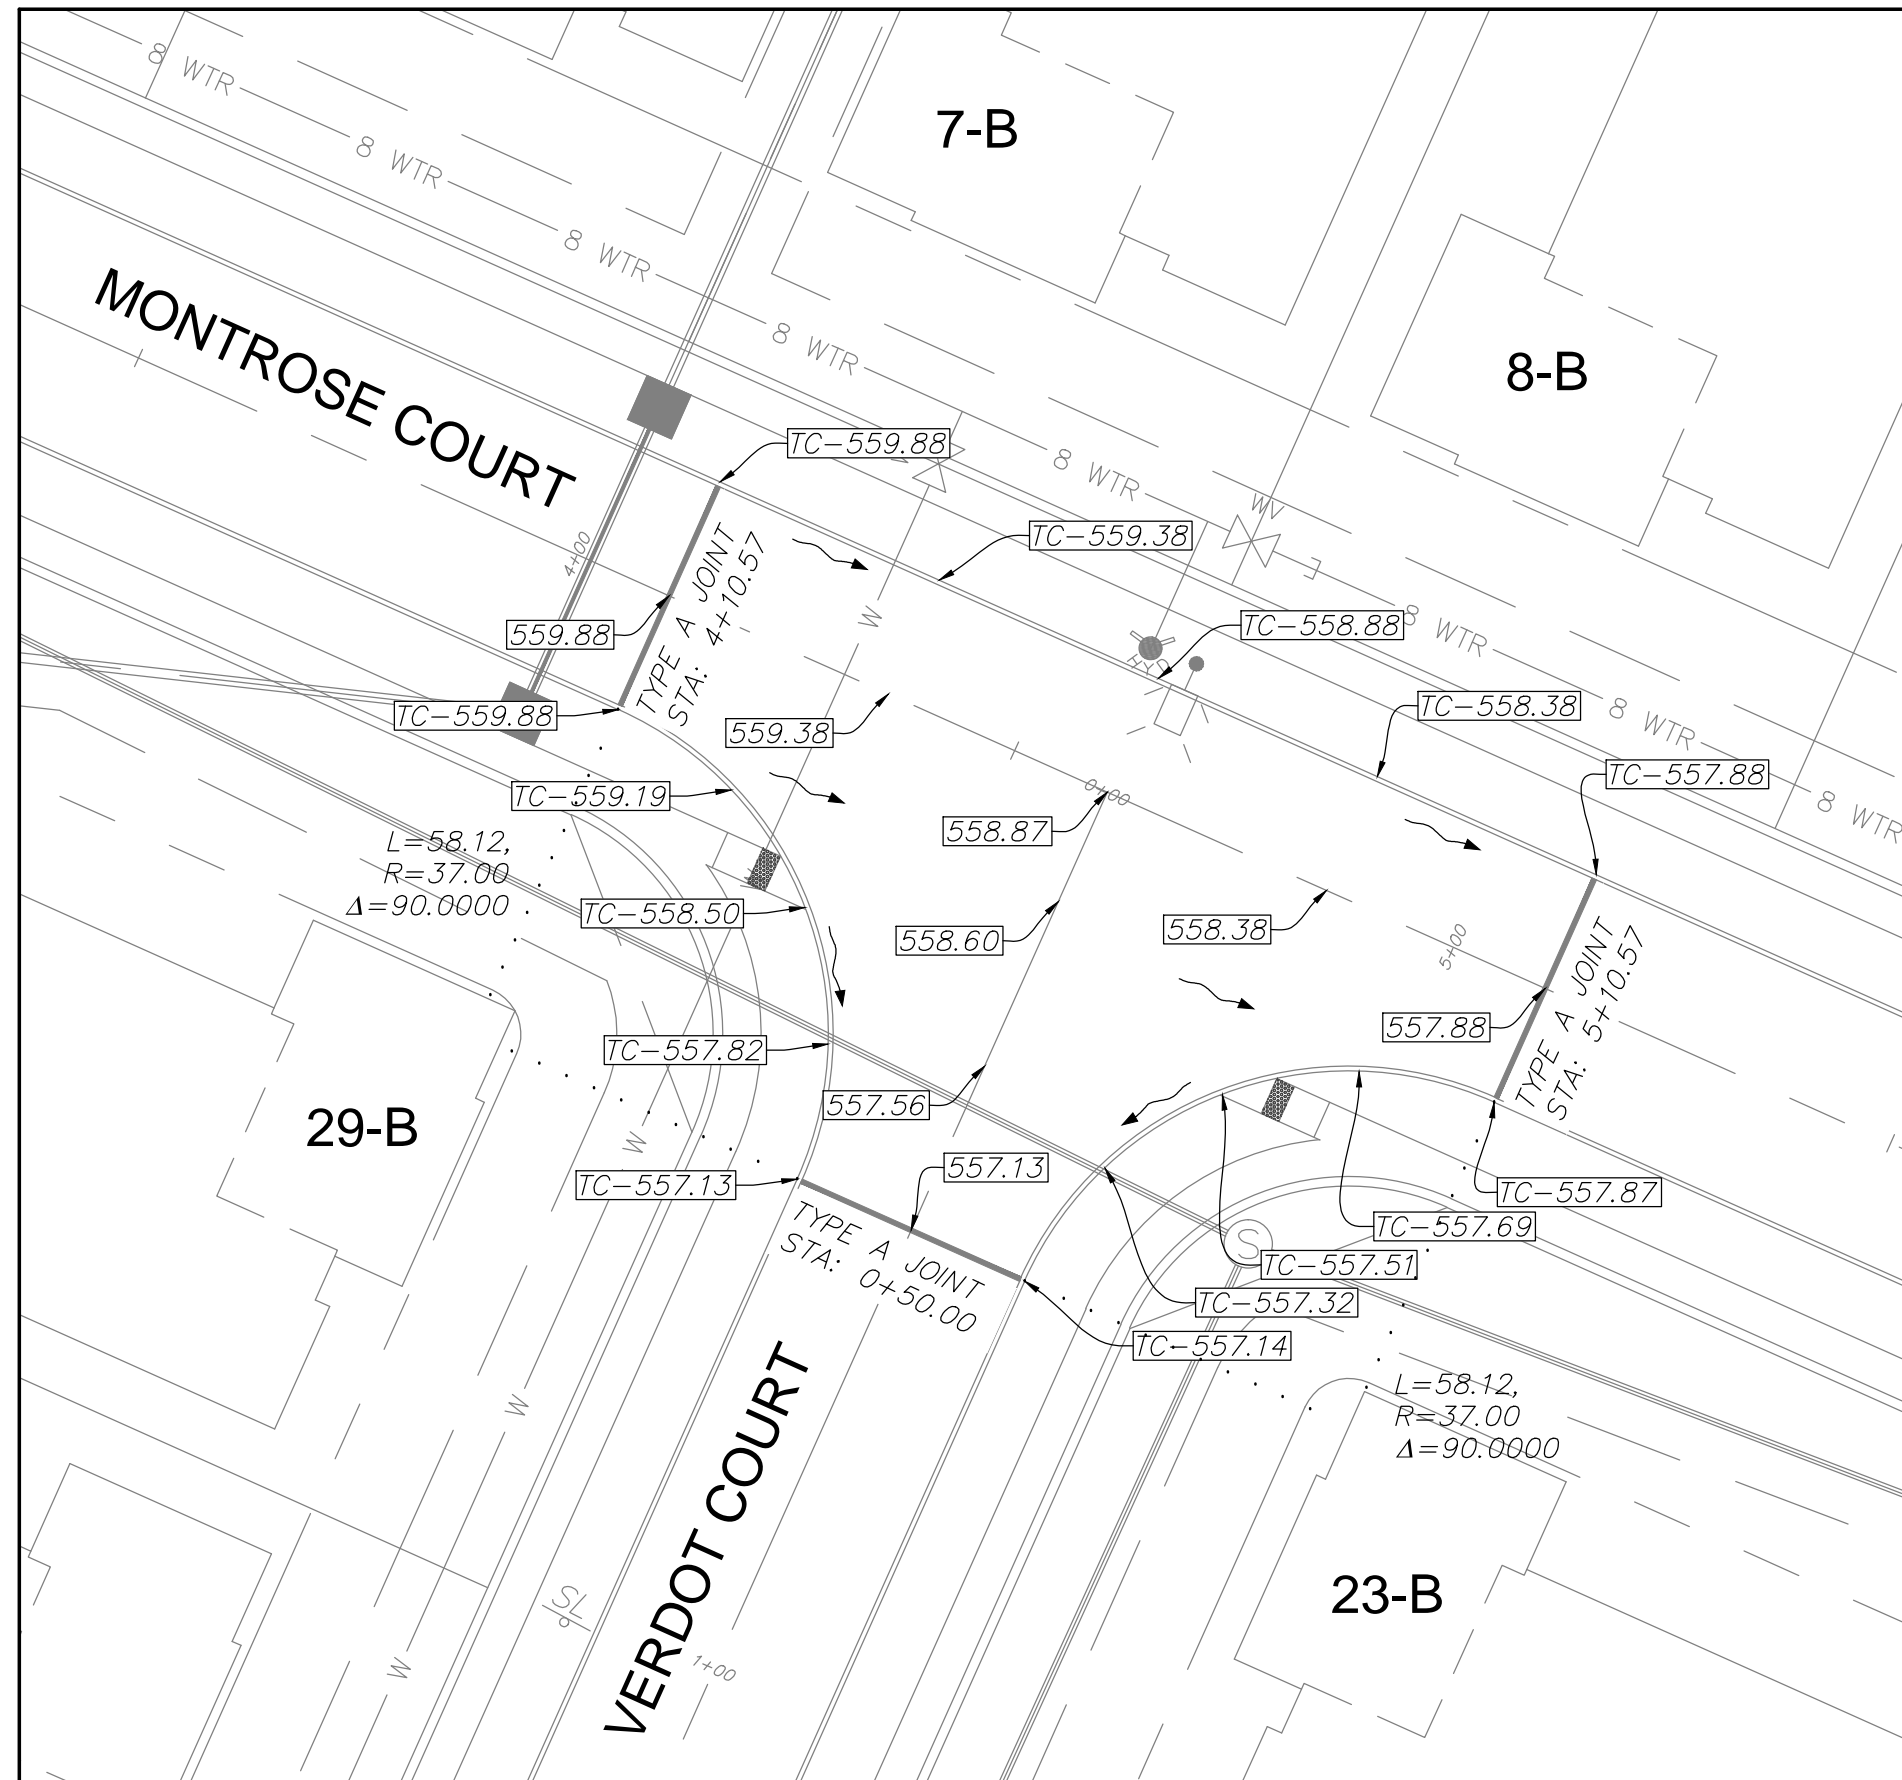 8 WTR
8 WTR
8 WTR
8 WTR
8 WTR
8 WTR
8 WTR
8 WTR
7-B
8-B
MONTROSE COURT
TC-559.88
TC-559.38
WV
4+00
559.88
TYPE A JOINT
STA: 4+10.57
W
HYD
TC-558.88
TC-558.38
TC-559.88
559.38
TC-557.88
TC-559.19
0+00
558.87
L=58.12,
R=37.00
Δ=90.0000
TC-558.50
558.60
558.38
5+00
TYPE A JOINT
STA: 5+10.57
557.88
TC-557.82
557.56
29-B
W
TC-557.13
557.13
TC-557.87
TC-557.69
S
TC-557.51
TC-557.32
TC-557.14
TYPE A JOINT
STA: 0+50.00
L=58.12,
R=37.00
Δ=90.0000
W
VERDOT COURT
SL
1+00
W
23-B